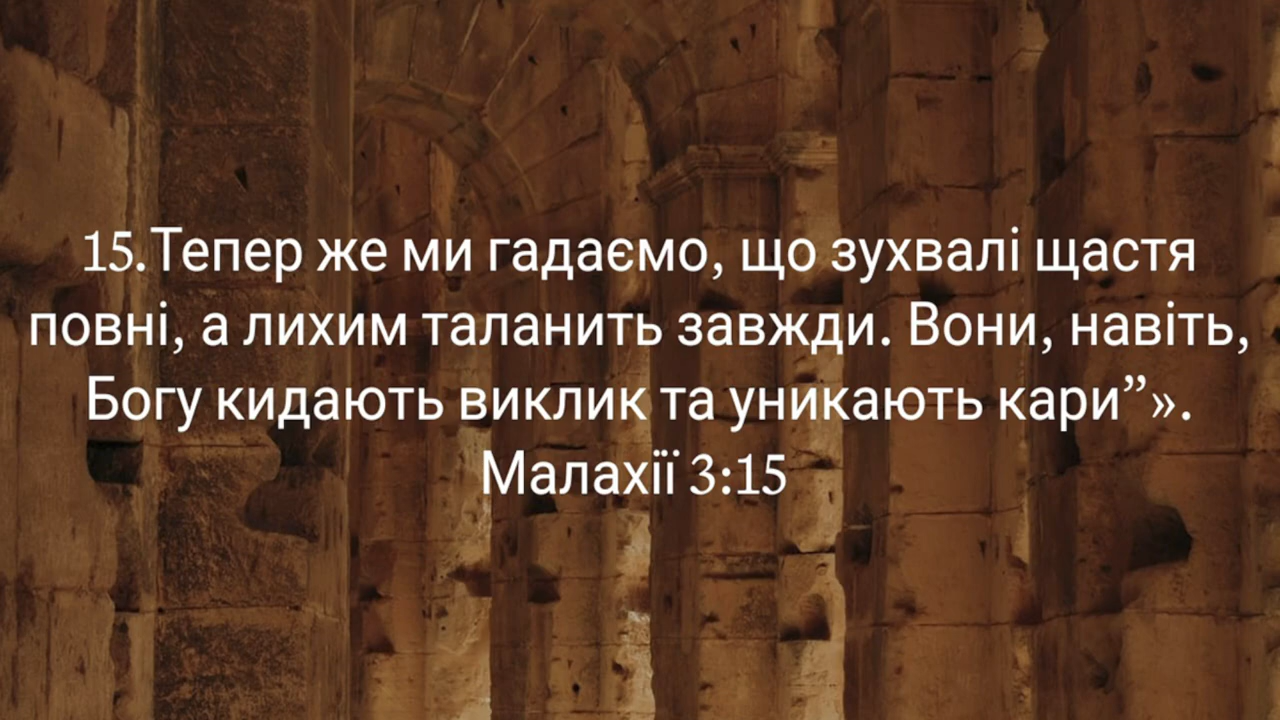 15.Тепер же ми гадаємо, що зухвалі щастя
повні, а лихим таланить завжди. Вони, навіть,
Богу кидають виклик та уникають кари”».
Малахії 3:15